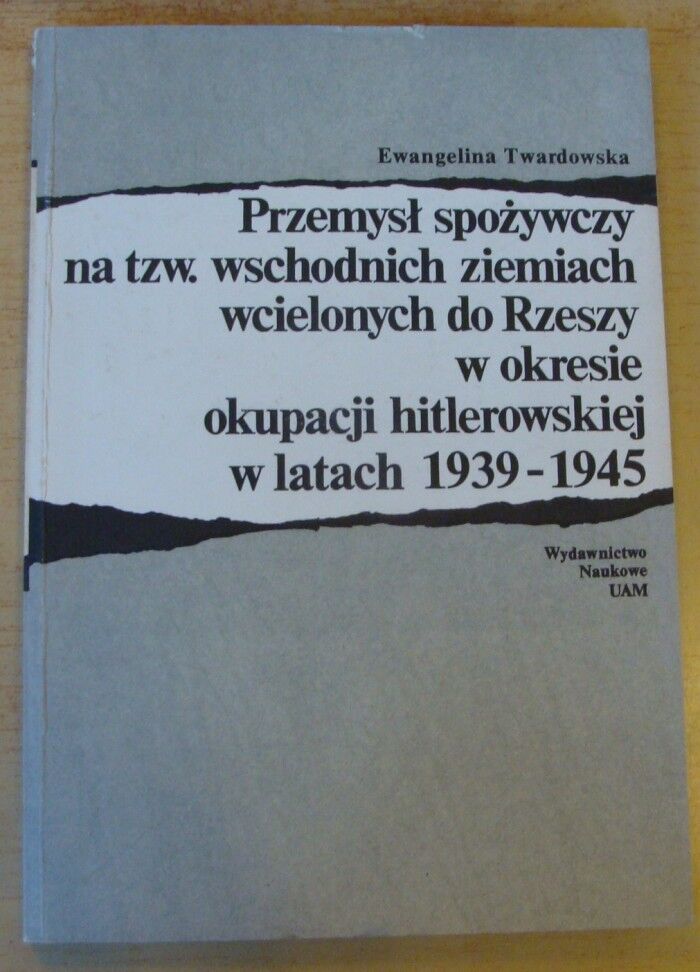 Ewangelina Twardowska
Przemysł spożywczy
na tzw. wschodnich ziemiach
wcielonych do Rzeszy
w okresie
okupacji hitlerowskiej
w latach 1939-1945
Wydawnictwo
Naukowe
UAM